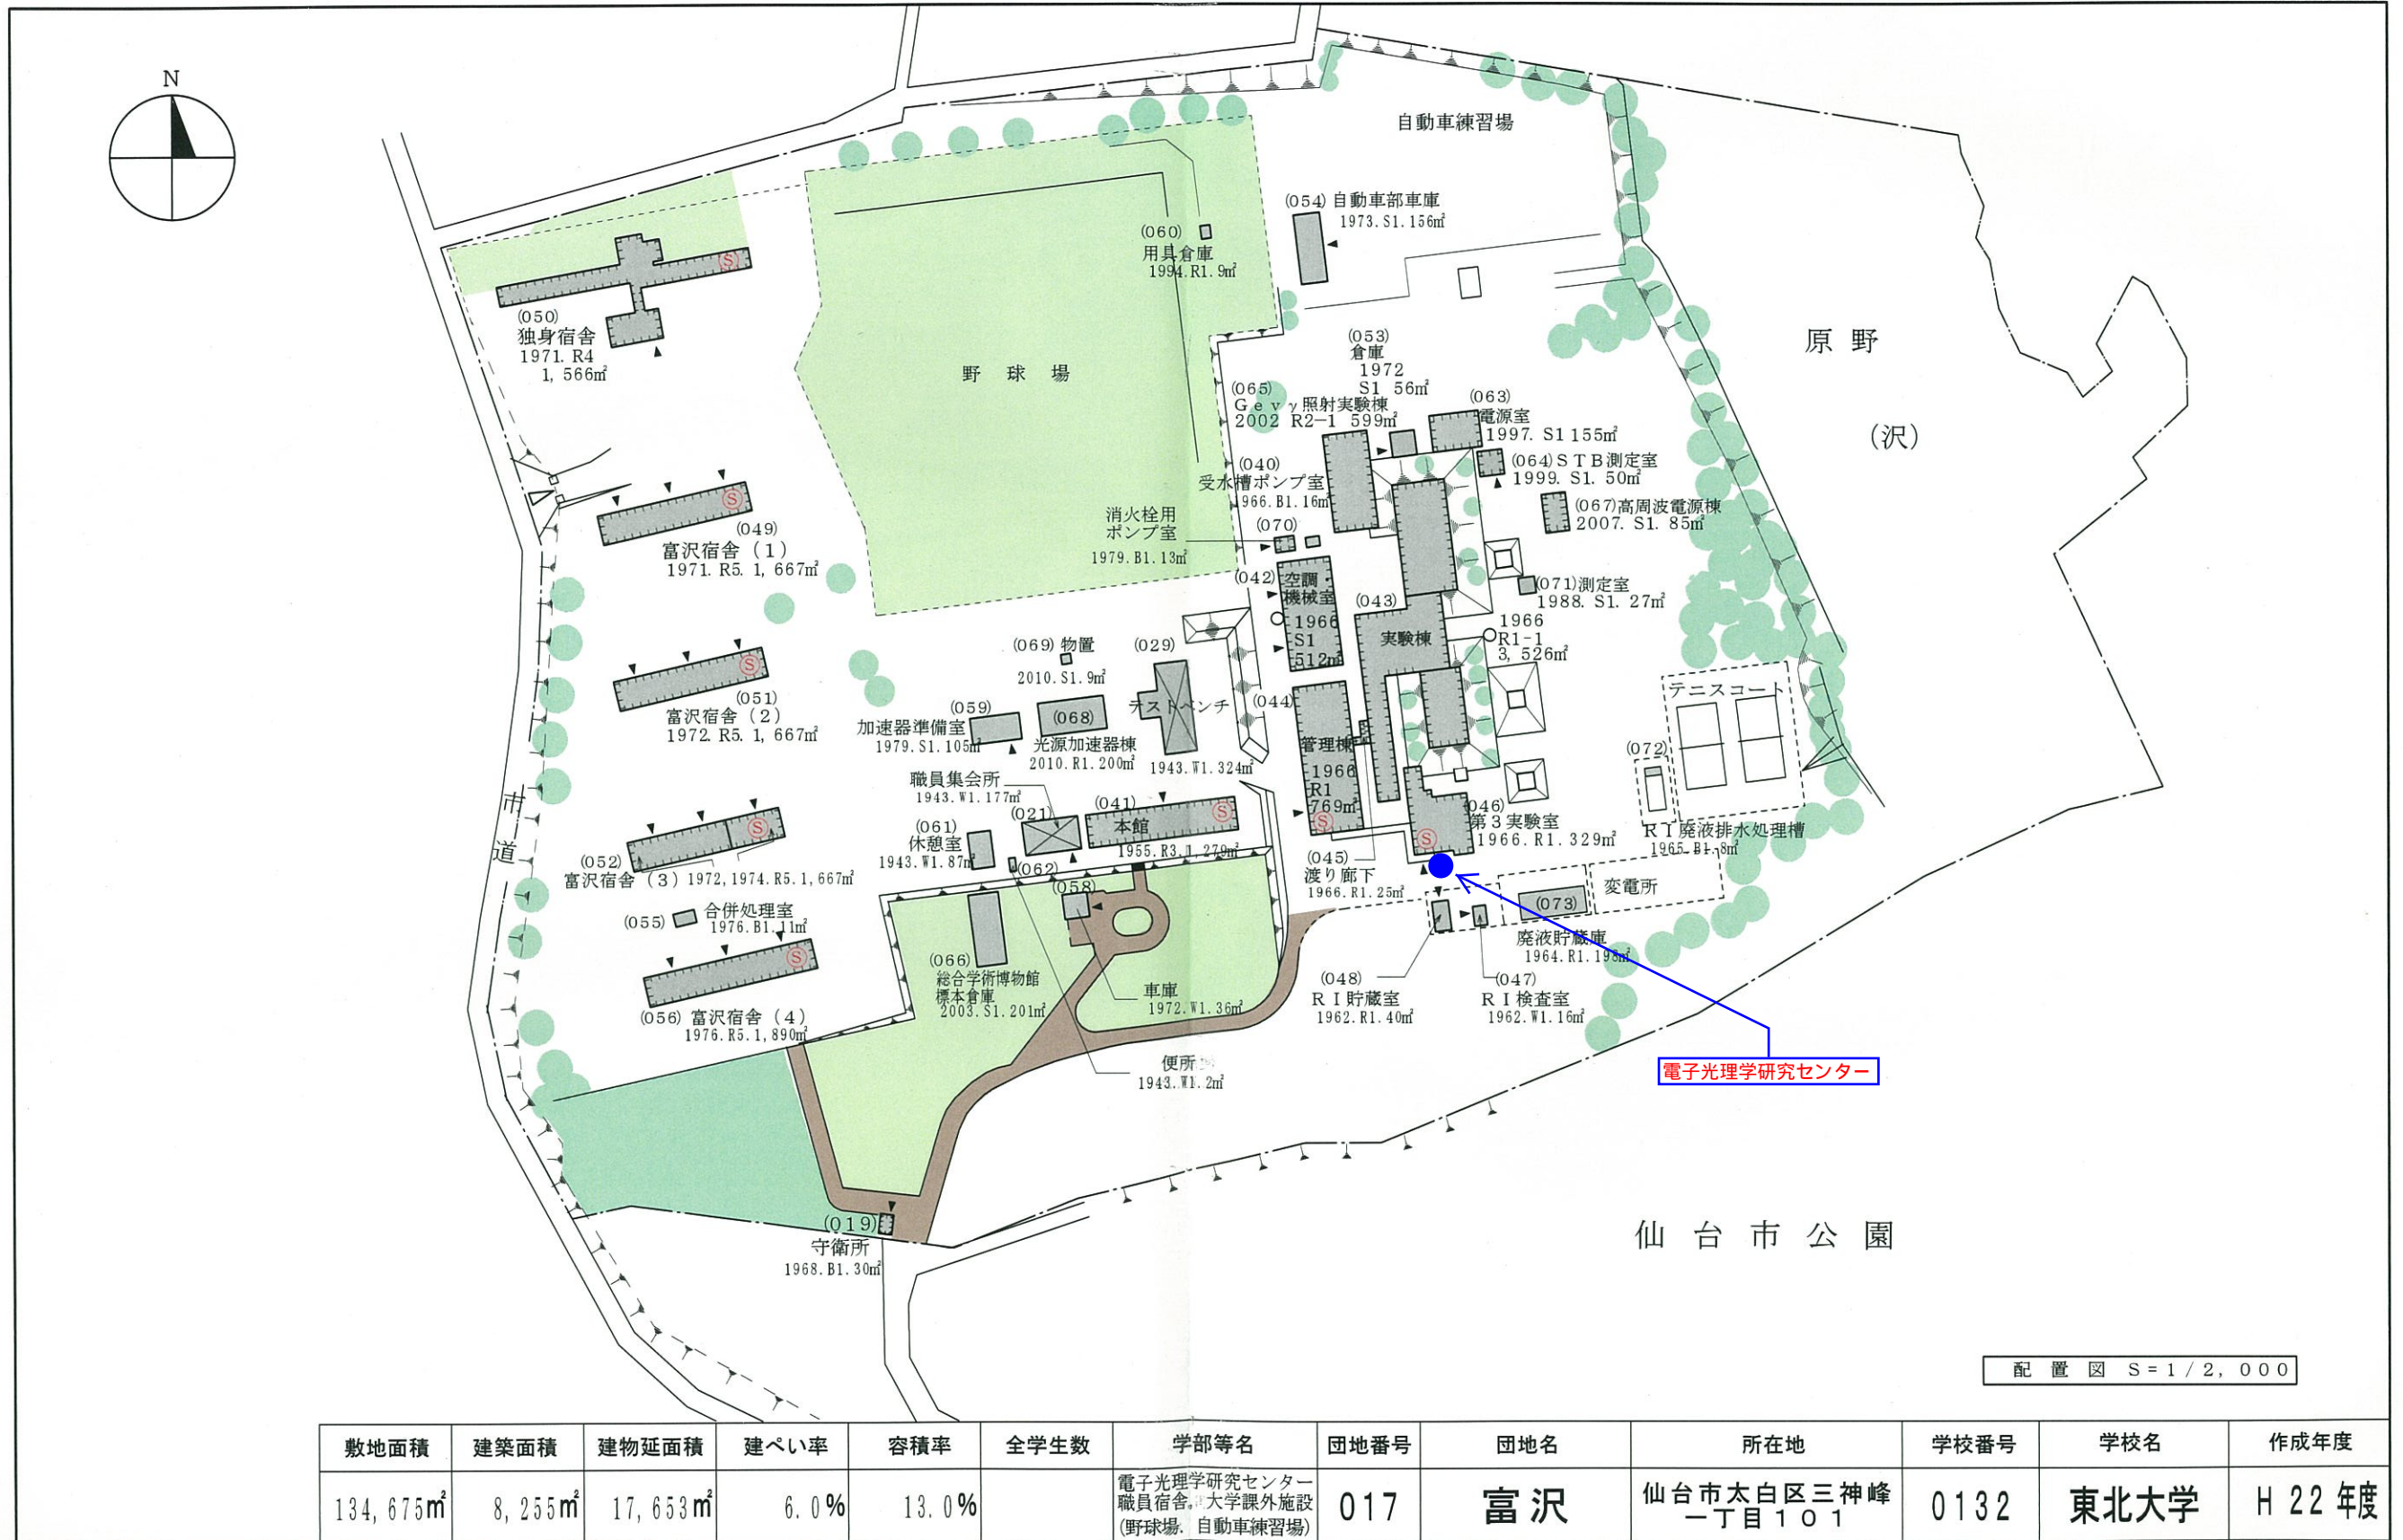 N
自動車練習場
(054) 自動車部車庫
1973.S1.156㎡
(060)
用具倉庫
1994.R1.9㎡
(050)
独身宿舎
1971. R4
1, 566㎡
野 球 場
原 野
(沢)
(053)
倉庫
1972
S1 56㎡
(065)
Ｇｅｖγ照射実験棟
2002 R2-1 599㎡
(063)
電源室
1997. S1 155㎡
(064) ＳＴＢ測定室
1999. S1. 50㎡
(067) 高周波電源棟
2007. S1. 85㎡
(040)
受水槽ポンプ室
1966.B1.16㎡
消火栓用
ポンプ室
1979.B1.13㎡
(070)
(049)
富沢宿舎（１）
1971. R5. 1, 667㎡
(042) 空調・
機械室
1966
S1
512㎡
(043)
実験棟
1966
R1-1
3, 526㎡
(071) 測定室
1988. S1. 27㎡
(069) 物置
2010.S1.9㎡
(029)
テストベンチ
1943.W1.324㎡
(051)
富沢宿舎（２）
1972. R5. 1, 667㎡
(059)
加速器準備室
1979.S1.105㎡
(068)
光源加速器棟
2010.R1.200㎡
(044)
管理棟
1966
R1
769㎡
テニスコート
(072)
ＲＩ廃液排水処理槽
1965.B1.8㎡
職員集会所
1943.W1.177㎡
(021)
(041)
本館
1955.R3.1,279㎡
(061)
休憩室
1943.W1.87㎡
(062)
(058)
(046)
第３実験室
1966.R1.329㎡
(045)
渡り廊下
1966.R1.25㎡
市道
(052)
富沢宿舎（３）1972,1974.R5.1,667㎡
(055) 合併処理室
1976.B1.11㎡
(056) 富沢宿舎（４）
1976.R5.1,890㎡
変電所
(073)
廃液貯蔵庫
1964.R1.198㎡
(066)
総合学術博物館
標本倉庫
2003.S1.201㎡
車庫
1972.W1.36㎡
(048)
ＲＩ貯蔵室
1962.R1.40㎡
(047)
ＲＩ検査室
1962.W1.16㎡
便所
1943.W1.2㎡
電子光理学研究センター
(019)
守衛所
1968.B1.30㎡
仙 台 市 公 園
Ⓢ
Ⓢ
Ⓢ
Ⓢ
Ⓢ
Ⓢ
Ⓢ
Ⓢ
配 置 図 S=1/2, 000
敷地面積 建築面積 建物延面積 建ぺい率 容積率 全学生数 学部等名 団地番号 団地名 所在地 学校番号 学校名 作成年度
134, 675㎡ 8, 255㎡ 17, 653㎡ 6. 0% 13. 0%
電子光理学研究センター
職員宿舎, 大学課外施設
(野球場, 自動車練習場)
017 富沢
仙台市太白区三神峰
一丁目１０１
0132 東北大学 H 22 年度